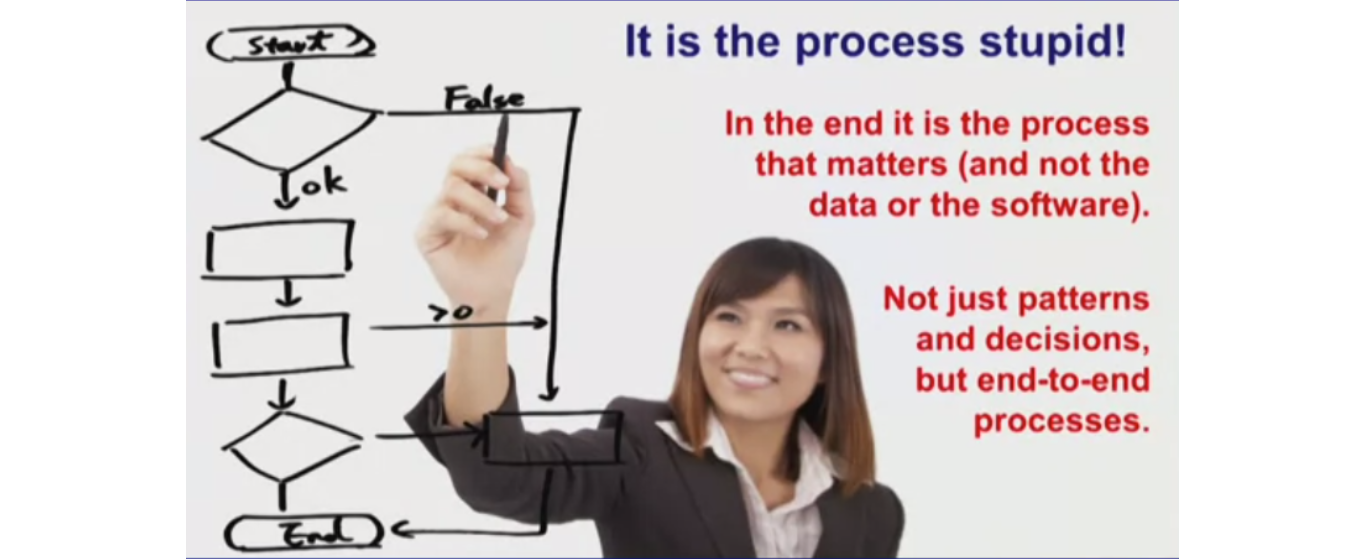 It is the process stupid!
In the end it is the process
that matters (and not the
data or the software).
Not just patterns
and decisions,
but end-to-end
processes.
Start
False
ok
>0
End